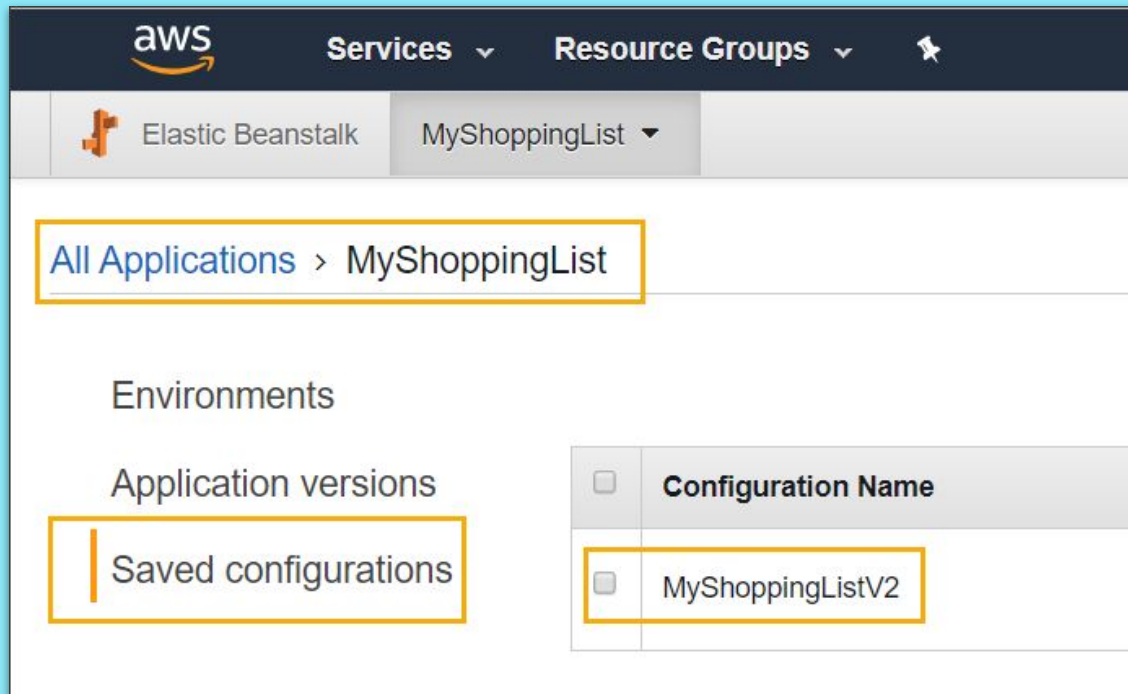 aws Services Resource Groups
Elastic Beanstalk MyShoppingList
All Applications > MyShoppingList
Environments
Application versions
Configuration Name
Saved configurations
MyShoppingListV2